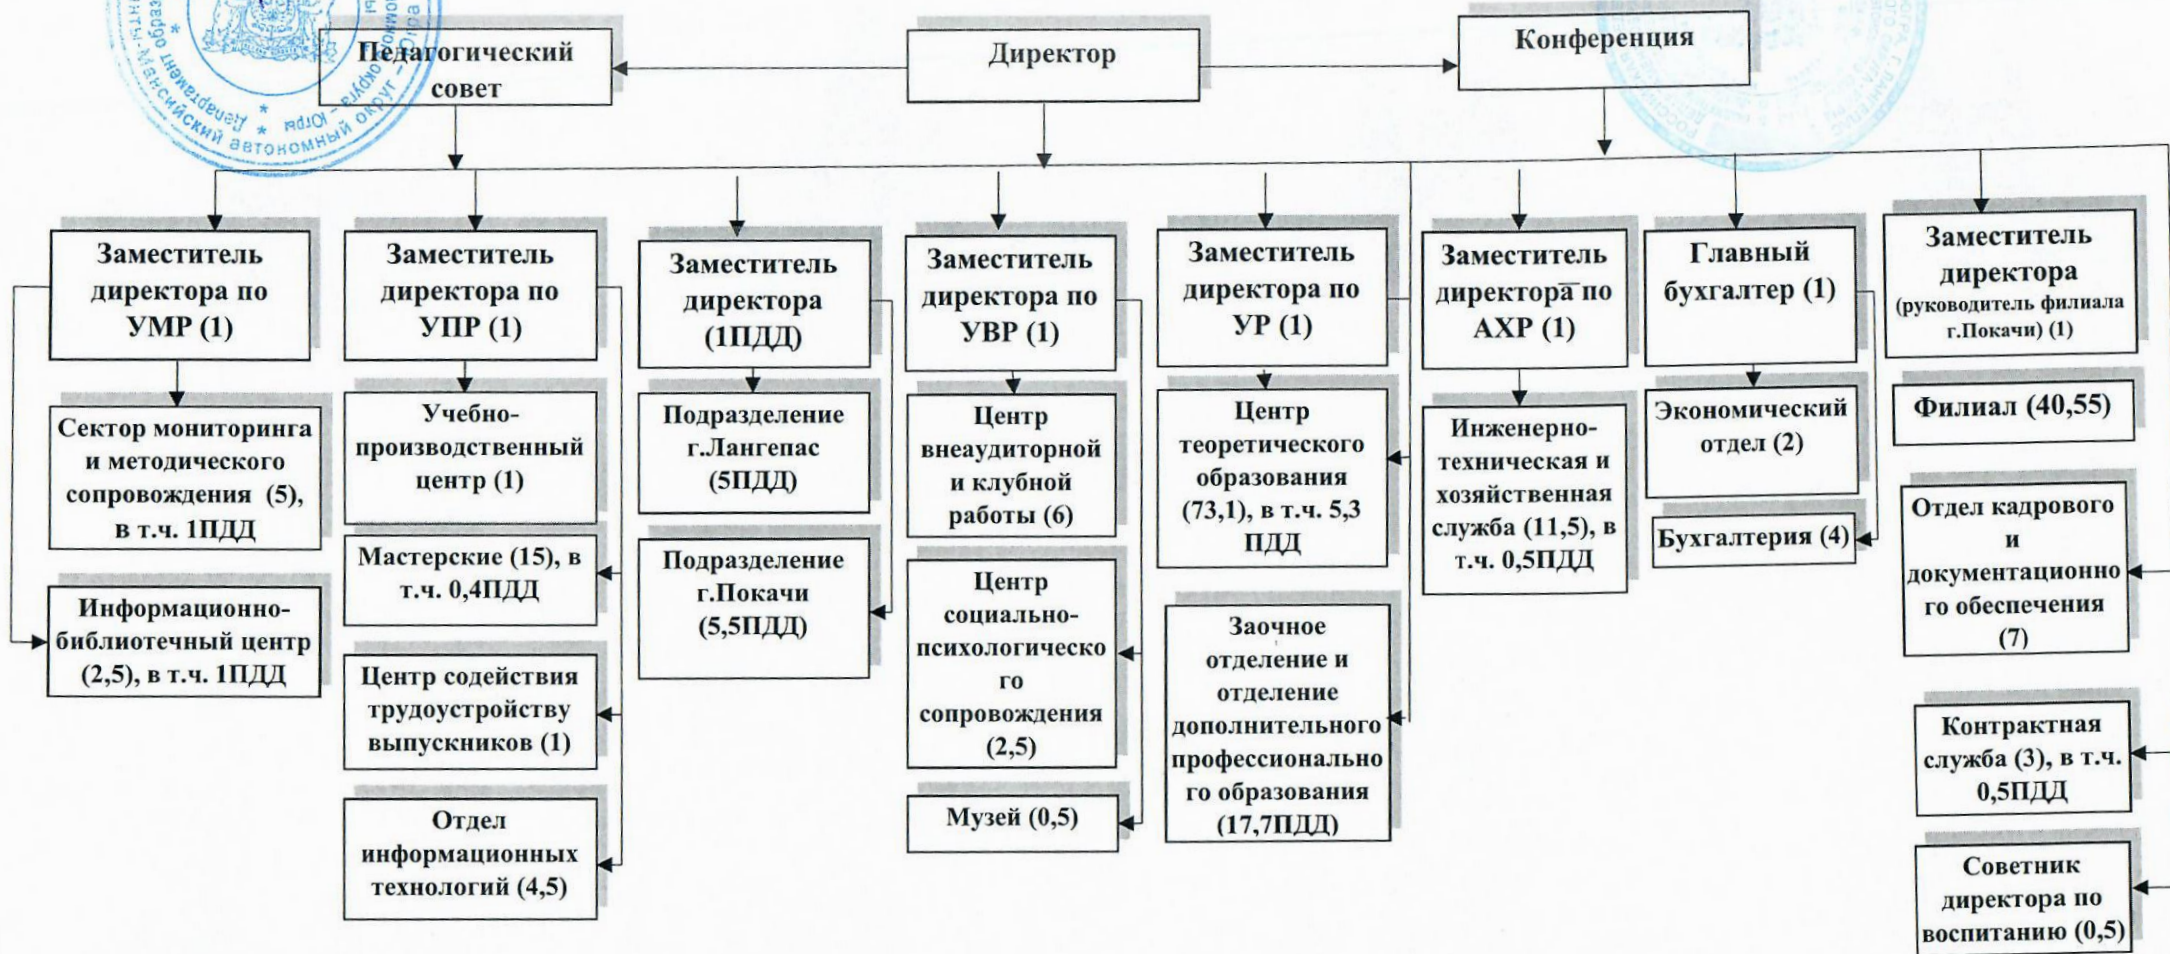 Педагогический
совет
Директор
Конференция
Департамент образ
Югры
округа –
автономный округ –
Заместитель
директора по
УМР (1)
Сектор мониторинга
и методического
сопровождения (5),
в т.ч. 1ПДД
Информационно-
библиотечный центр
(2,5), в т.ч. 1ПДД
Заместитель
директора по
УПР (1)
Учебно-
производственный
центр (1)
Мастерские (15), в
т.ч. 0,4ПДД
Центр содействия
трудоустройству
выпускников (1)
Отдел
информационных
технологий (4,5)
Заместитель
директора
(1ПДД)
Подразделение
г.Лангепас
(5ПДД)
Подразделение
г.Покачи
(5,5ПДД)
Заместитель
директора по
УВР (1)
Центр
внеаудиторной
и клубной
работы (6)
Центр
социально-
психологическо
го
сопровождения
(2,5)
Музей (0,5)
Заместитель
директора по
УР (1)
Центр
теоретического
образования
(73,1), в т.ч. 5,3
ПДД
Заочное
отделение и
отделение
дополнительного
профессионально
го образования
(17,7ПДД)
Заместитель
директора по
АХР (1)
Инженерно-
техническая и
хозяйственная
служба (11,5), в
т.ч. 0,5ПДД
Главный
бухгалтер (1)
Экономический
отдел (2)
Бухгалтерия (4)
Заместитель
директора
(руководитель филиала
г.Покачи) (1)
Филиал (40,55)
Отдел кадрового
и
документационно
го обеспечения
(7)
Контрактная
служба (3), в т.ч.
0,5ПДД
Советник
директора по
воспитанию (0,5)